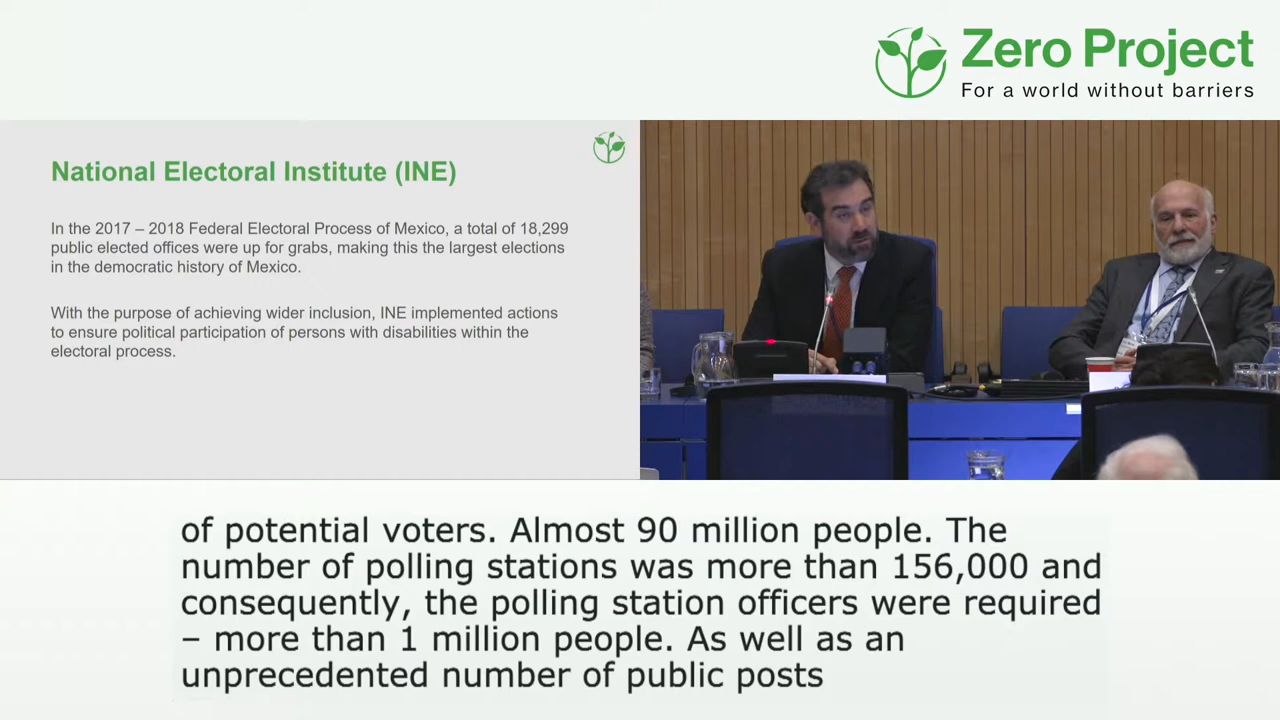 Zero Project
For a world without barriers
National Electoral Institute (INE)
In the 2017 – 2018 Federal Electoral Process of Mexico, a total of 18,299
public elected offices were up for grabs, making this the largest elections
in the democratic history of Mexico.
With the purpose of achieving wider inclusion, INE implemented actions
to ensure political participation of persons with disabilities within the
electoral process.
of potential voters. Almost 90 million people. The
number of polling stations was more than 156,000 and
consequently, the polling station officers were required
– more than 1 million people. As well as an
unprecedented number of public posts